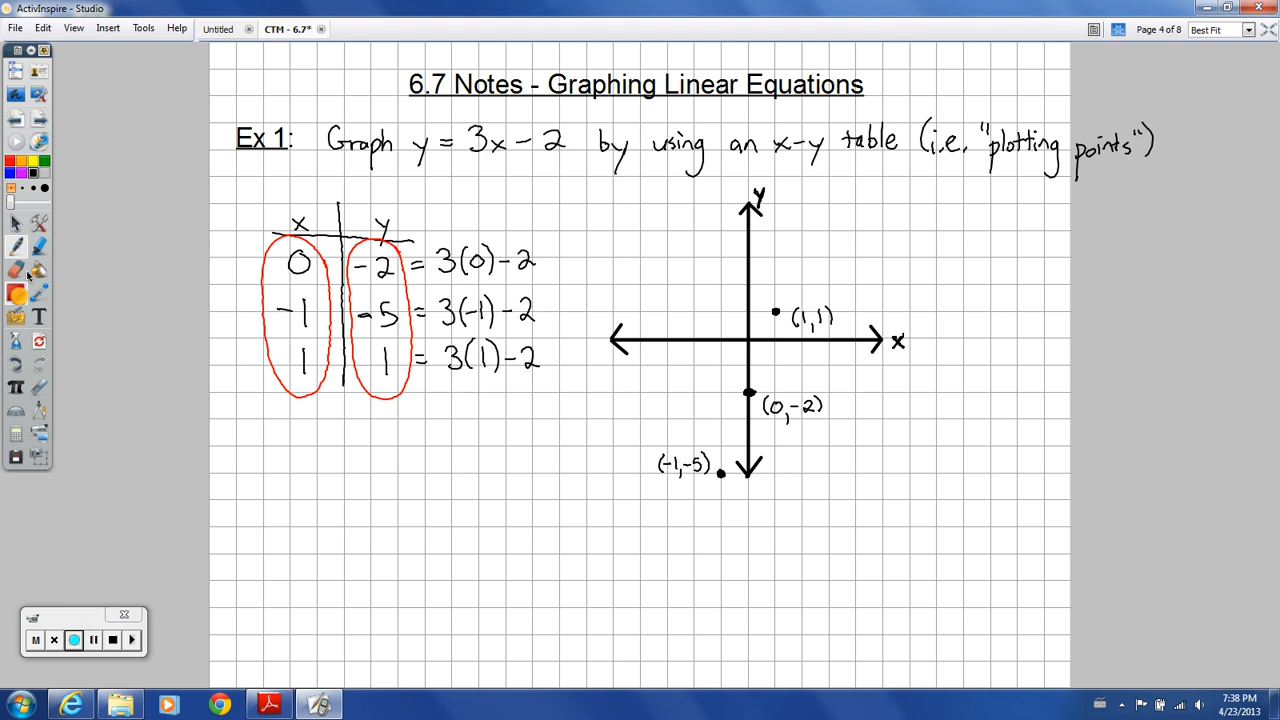 ActivInspire - Studio
File Edit View Insert Tools Help
Untitled
CTM - 6.7*
Page 4 of 8
Best Fit
6.7 Notes - Graphing Linear Equations
Ex 1: Graph y = 3x - 2 by using an x-y table (i.e. "plotting points")
x y
0 -2 = 3(0) - 2
-1 -5 = 3(-1) - 2
1 1 = 3(1) - 2
y
(1,1)
x
(0,-2)
(-1,-5)
M
7:38 PM
4/23/2013